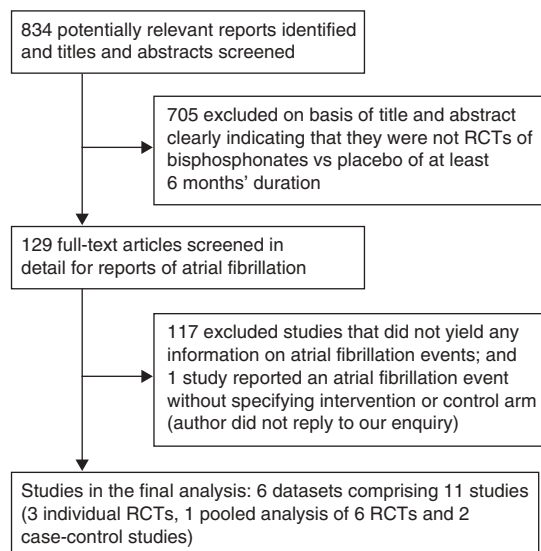 834 potentially relevant reports identified
and titles and abstracts screened
705 excluded on basis of title and abstract
clearly indicating that they were not RCTs of
bisphosphonates vs placebo of at least
6 months' duration
129 full-text articles screened in
detail for reports of atrial fibrillation
117 excluded studies that did not yield any
information on atrial fibrillation events; and
1 study reported an atrial fibrillation event
without specifying intervention or control arm
(author did not reply to our enquiry)
Studies in the final analysis: 6 datasets comprising 11 studies
(3 individual RCTs, 1 pooled analysis of 6 RCTs and 2
case-control studies)